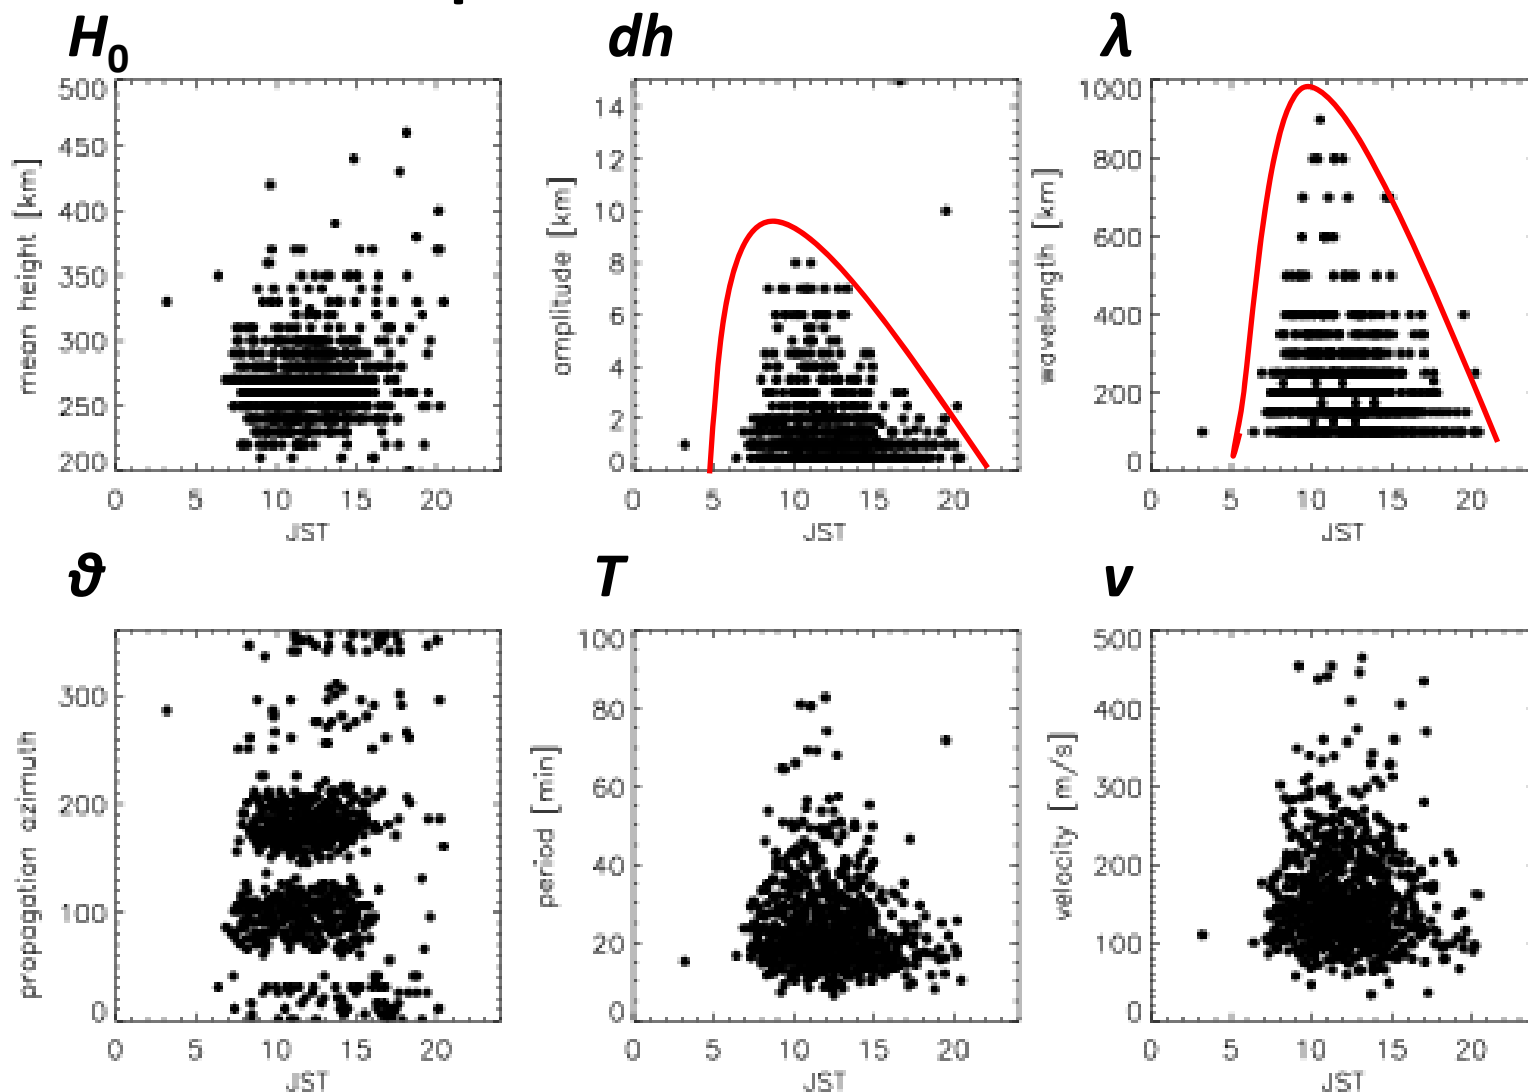 H0
dh
λ
500
450
400
350
300
250
200
mean height [km]
0 5 10 15 20
JST
14
12
10
8
6
4
2
0
amplitude [km]
0 5 10 15 20
JST
1000
800
600
400
200
0
wavelength [km]
0 5 10 15 20
JST
ϑ
T
v
300
200
100
0
propagation azimuth
0 5 10 15 20
JST
100
80
60
40
20
0
period [min]
0 5 10 15 20
JST
500
400
300
200
100
0
velocity [m/s]
0 5 10 15 20
JST